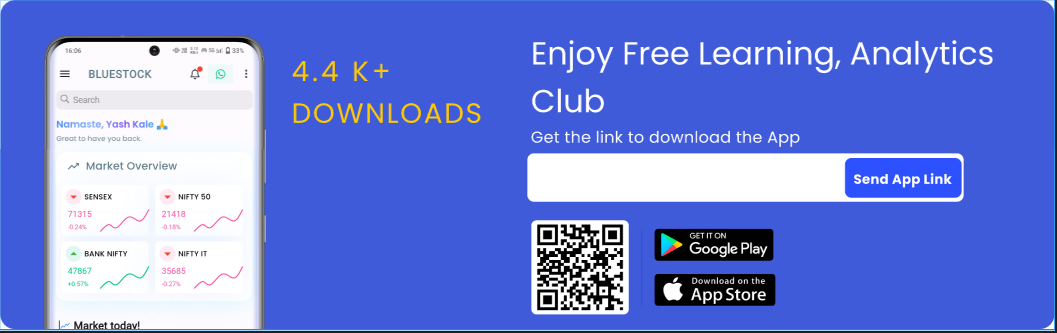 16:06
33%
BLUESTOCK
Search
Namaste, Yash Kale 🙏
Great to have you back.
Market Overview
SENSEX
71315
-0.24%
NIFTY 50
21418
-0.18%
BANK NIFTY
47867
+0.57%
NIFTY IT
35685
-0.27%
Market today!
4.4 K+
DOWNLOADS
Enjoy Free Learning, Analytics
Club
Get the link to download the App
Send App Link
GET IT ON
Google Play
Download on the
App Store